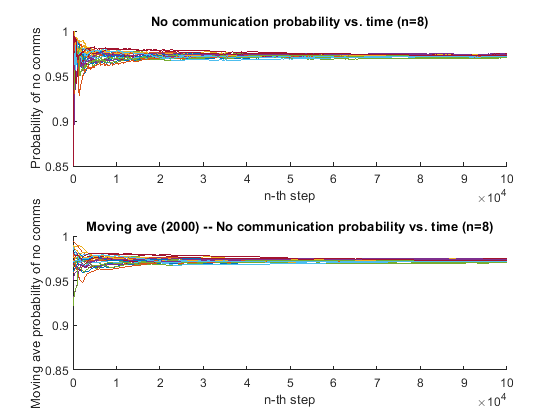 No communication probability vs. time (n=8)
Probability of no comms
1
0.95
0.9
0.85
0 1 2 3 4 5 6 7 8 9 10
n-th step
×10^4
Moving ave (2000) -- No communication probability vs. time (n=8)
Moving ave probability of no comms
1
0.95
0.9
0.85
0 1 2 3 4 5 6 7 8 9 10
n-th step
×10^4